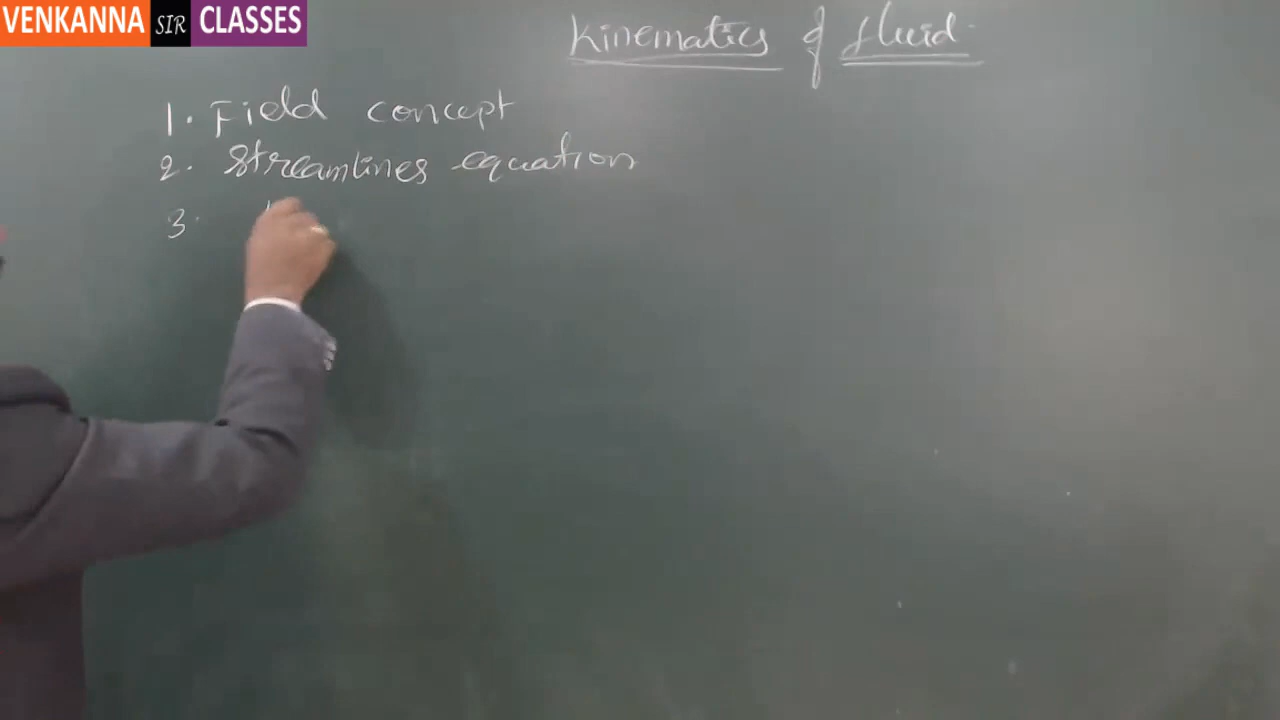 VENKANNA SIR CLASSES
Kinematics of fluid.
1. Field concept
2. Streamlines equation
3.